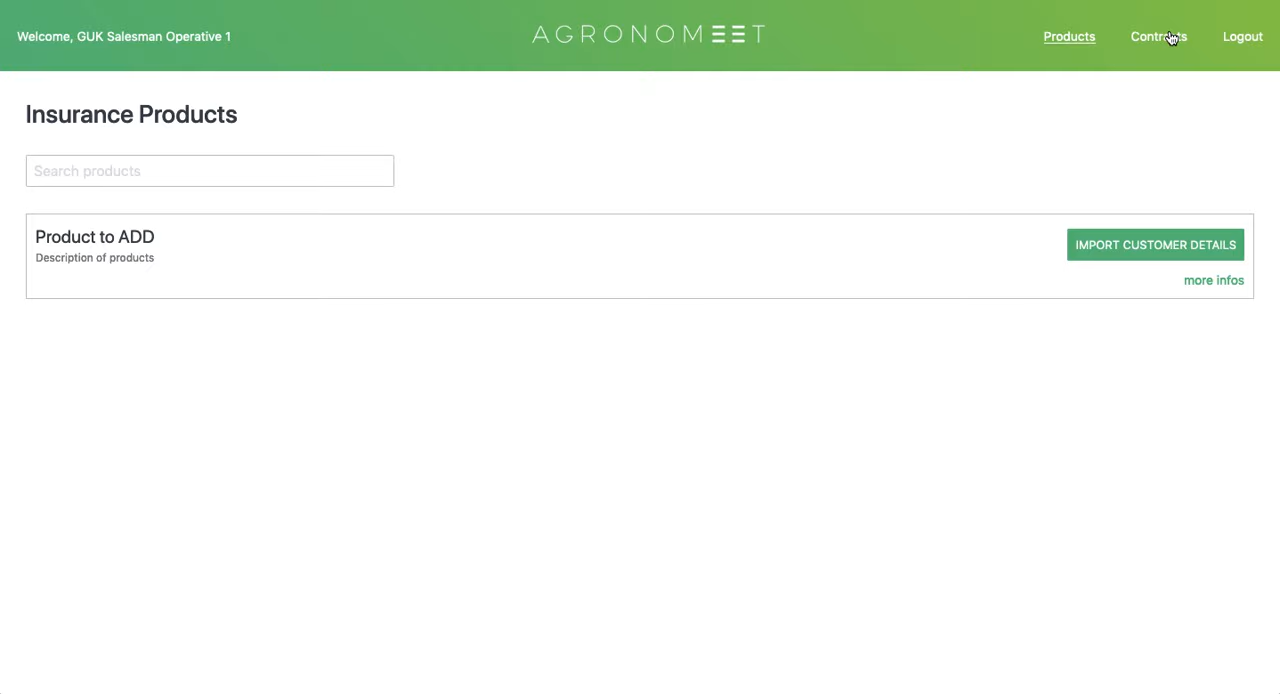 Welcome, GUK Salesman Operative 1
AGRONOMEET
Products
Contracts
Logout
Insurance Products
Search products
Product to ADD
Description of products
IMPORT CUSTOMER DETAILS
more infos